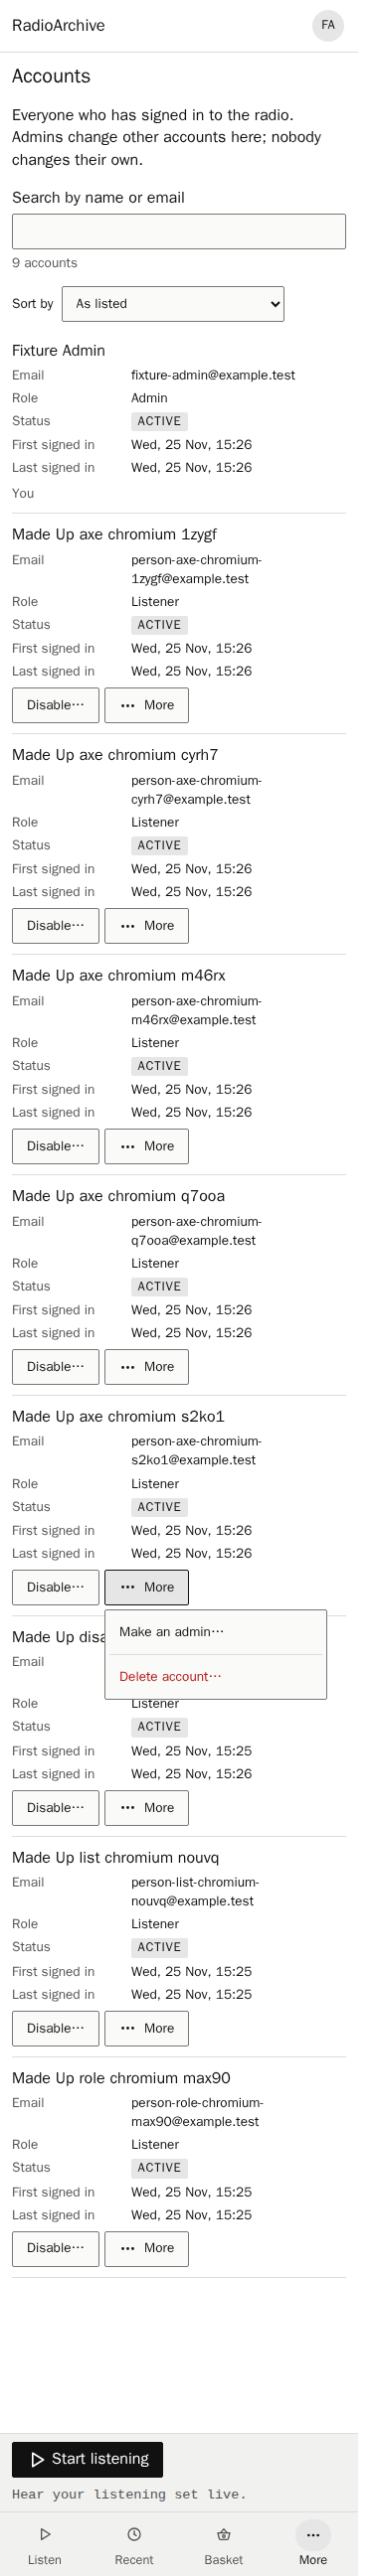 RadioArchive
FA
Accounts
Everyone who has signed in to the radio.
Admins change other accounts here; nobody
changes their own.
Search by name or email
9 accounts
Sort by As listed
Fixture Admin
Email fixture-admin@example.test
Role Admin
Status ACTIVE
First signed in Wed, 25 Nov, 15:26
Last signed in Wed, 25 Nov, 15:26
You
Made Up axe chromium 1zygf
Email person-axe-chromium-
1zygf@example.test
Role Listener
Status ACTIVE
First signed in Wed, 25 Nov, 15:26
Last signed in Wed, 25 Nov, 15:26
Disable… More
Made Up axe chromium cyrh7
Email person-axe-chromium-
cyrh7@example.test
Role Listener
Status ACTIVE
First signed in Wed, 25 Nov, 15:26
Last signed in Wed, 25 Nov, 15:26
Disable… More
Made Up axe chromium m46rx
Email person-axe-chromium-
m46rx@example.test
Role Listener
Status ACTIVE
First signed in Wed, 25 Nov, 15:26
Last signed in Wed, 25 Nov, 15:26
Disable… More
Made Up axe chromium q7ooa
Email person-axe-chromium-
q7ooa@example.test
Role Listener
Status ACTIVE
First signed in Wed, 25 Nov, 15:26
Last signed in Wed, 25 Nov, 15:26
Disable… More
Made Up axe chromium s2ko1
Email person-axe-chromium-
s2ko1@example.test
Role Listener
Status ACTIVE
First signed in Wed, 25 Nov, 15:26
Last signed in Wed, 25 Nov, 15:26
Disable… More
Make an admin…
Delete account…
Made Up
Email
Role Listener
Status ACTIVE
First signed in Wed, 25 Nov, 15:25
Last signed in Wed, 25 Nov, 15:26
Disable… More
Made Up list chromium nouvq
Email person-list-chromium-
nouvq@example.test
Role Listener
Status ACTIVE
First signed in Wed, 25 Nov, 15:25
Last signed in Wed, 25 Nov, 15:25
Disable… More
Made Up role chromium max90
Email person-role-chromium-
max90@example.test
Role Listener
Status ACTIVE
First signed in Wed, 25 Nov, 15:25
Last signed in Wed, 25 Nov, 15:25
Disable… More
Start listening
Hear your listening set live.
Listen Recent Basket More